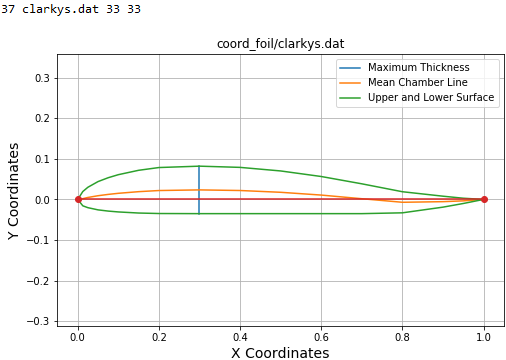 37 clarkys.dat 33 33
coord_foil/clarkys.dat
Maximum Thickness
Mean Chamber Line
Upper and Lower Surface
Y Coordinates
0.3
0.2
0.1
0.0
−0.1
−0.2
−0.3
0.0 0.2 0.4 0.6 0.8 1.0
X Coordinates